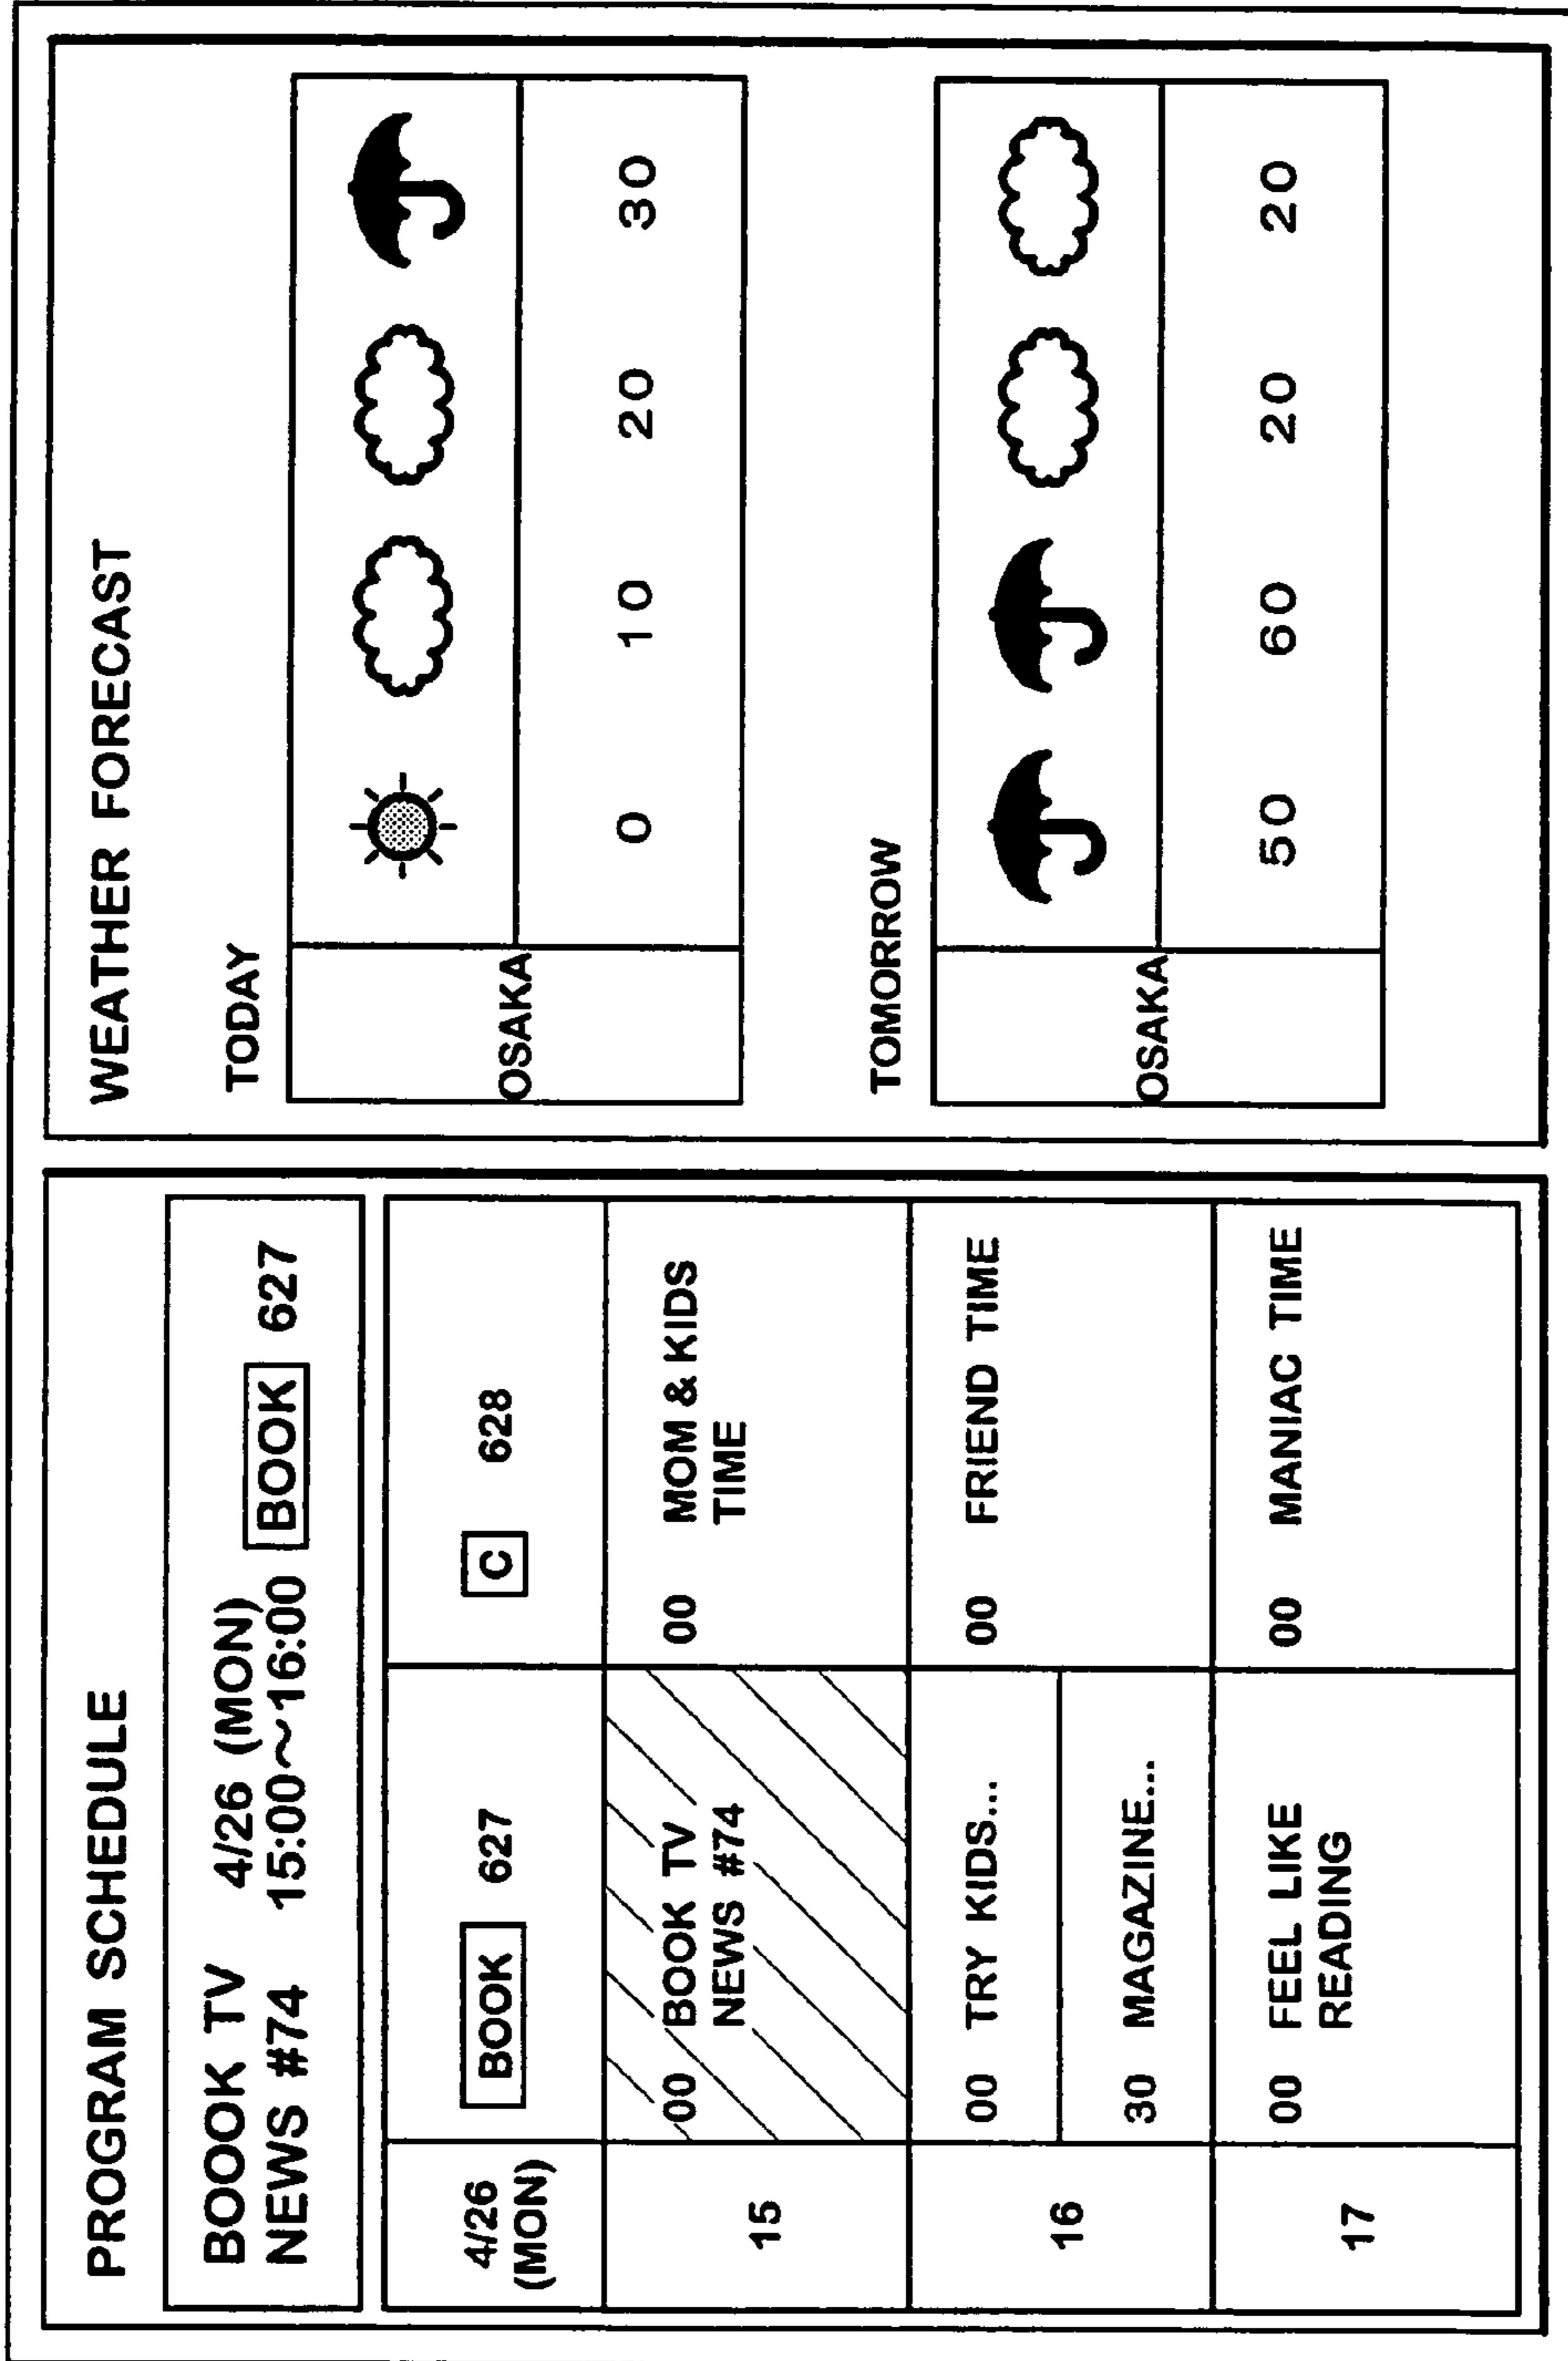 PROGRAM SCHEDULE
BOOOK TV 4/26 (MON)
NEWS #74 15:00~16:00 BOOK 627
4/26
(MON)
BOOK 627
C 628
15
00 BOOK TV
NEWS #74
00 MOM & KIDS
TIME
16
00 TRY KIDS...
30 MAGAZINE...
00 FRIEND TIME
17
00 FEEL LIKE
READING
00 MANIAC TIME
WEATHER FORECAST
TODAY
OSAKA
0 10 20 30
TOMORROW
OSAKA
50 60 20 20